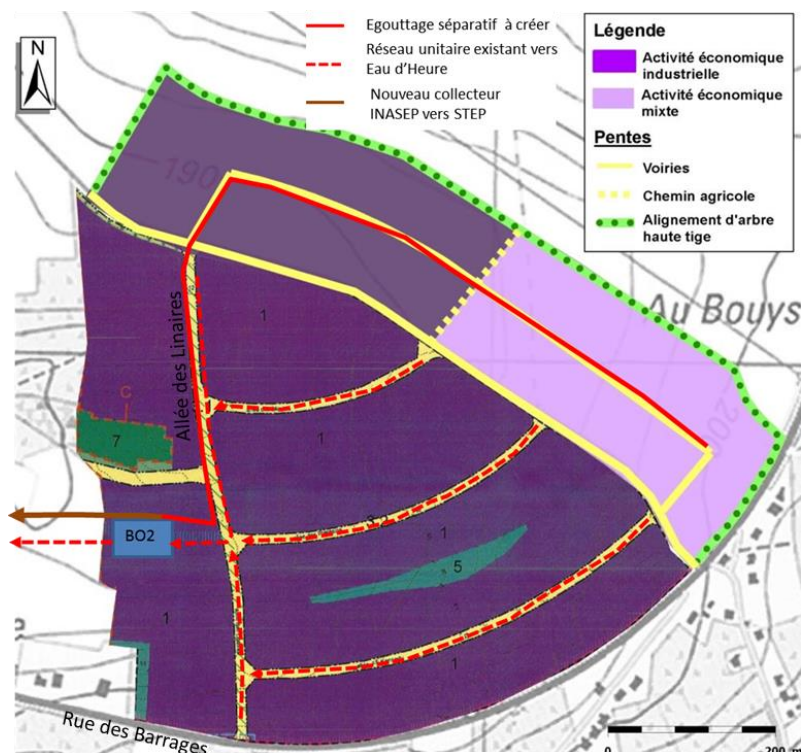 N
Egouttage séparatif à créer
Réseau unitaire existant vers
Eau d'Heure
Nouveau collecteur
INASEP vers STEP
Légende
Activité économique
industrielle
Activité économique
mixte
Pentes
Voiries
Chemin agricole
Alignement d'arbre
haute tige
190
Au Bouys
200
1
Allée des Linaires
C
7
1
BO2
1
5
1
1
Rue des Barrages
0